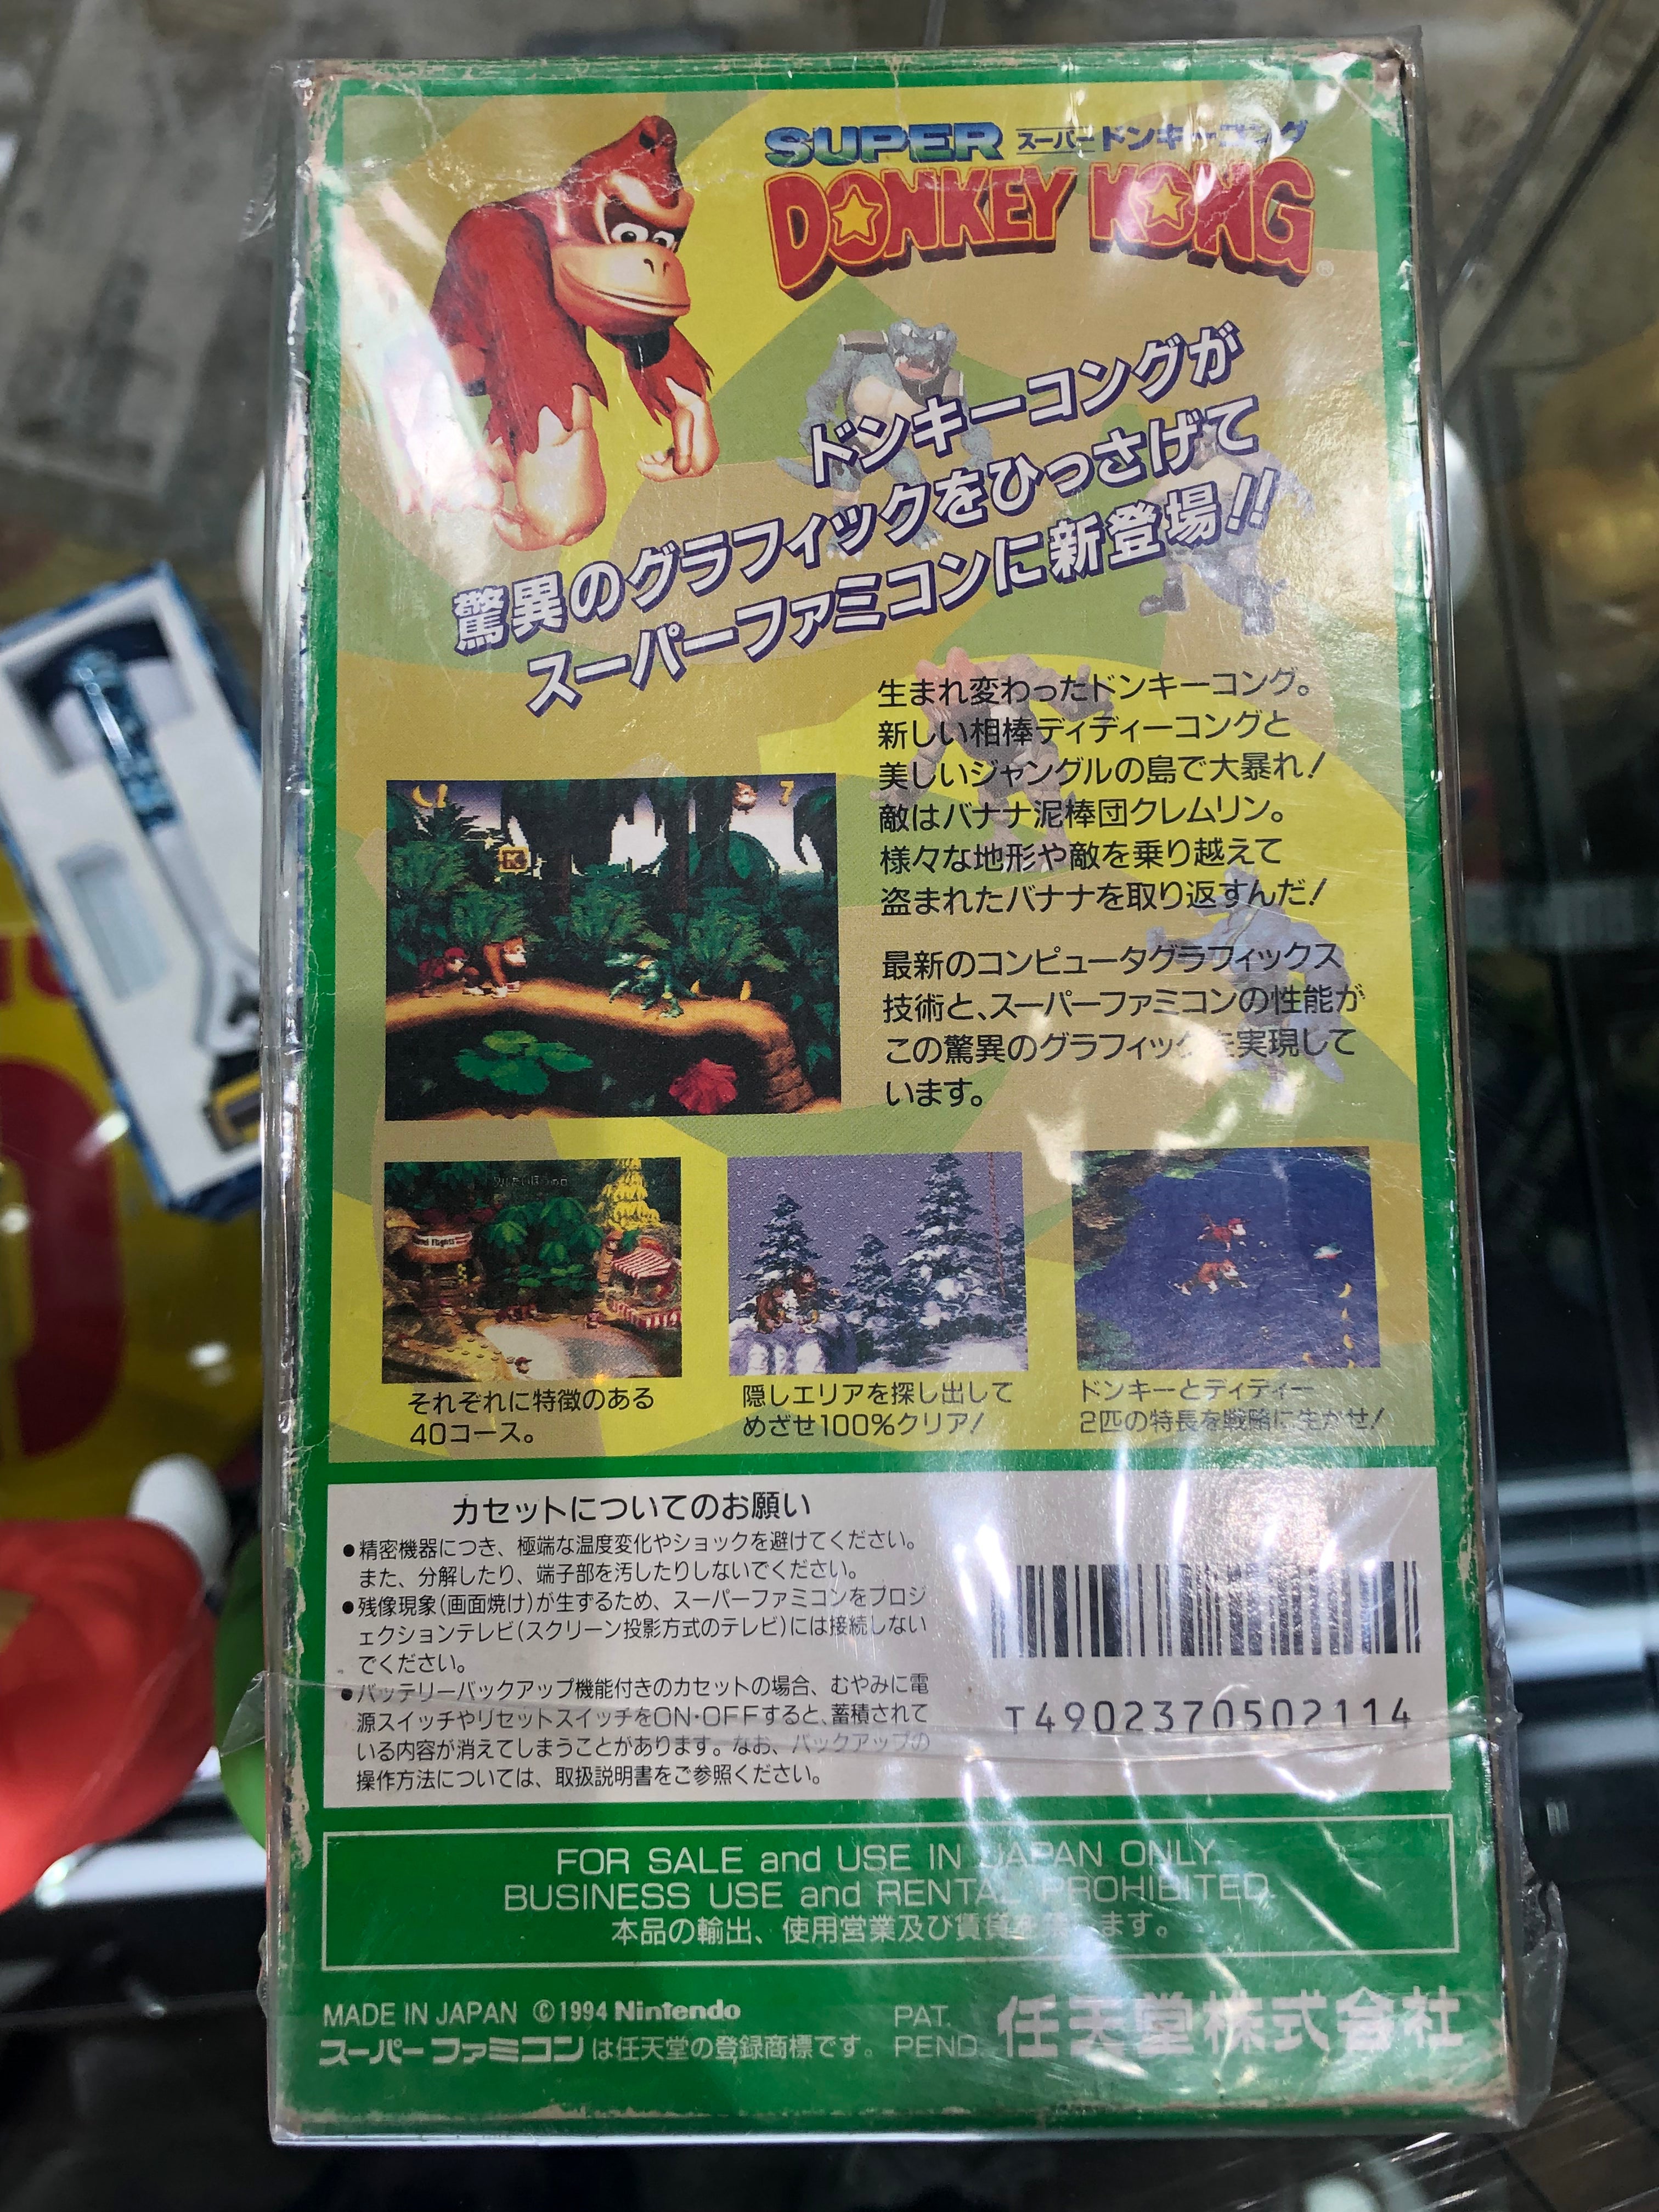 SUPER スーパードンキーコング
DONKEY KONG®
ドンキーコングが
驚異のグラフィックをひっさげて
スーパーファミコンに新登場!!
生まれ変わったドンキーコング。
新しい相棒ディディーコングと
美しいジャングルの島で大暴れ!
敵はバナナ泥棒団クレムリン。
様々な地形や敵を乗り越えて
盗まれたバナナを取り返すんだ!
最新のコンピュータグラフィックス
技術と、スーパーファミコンの性能が
この驚異のグラフィックを実現して
います。
7
K
それぞれに特徴のある
40コース。
隠しエリアを探し出して
めざせ100%クリア!
ドンキーとディディー
2匹の特長を戦略に生かせ!
カセットについてのお願い
●精密機器につき、極端な温度変化やショックを避けてください。
また、分解したり、端子部を汚したりしないでください。
●残像現象(画面焼け)が生ずるため、スーパーファミコンをプロジ
ェクションテレビ(スクリーン投影方式のテレビ)には接続しない
でください。
●バッテリーバックアップ機能付きのカセットの場合、むやみに電
源スイッチやリセットスイッチをON・OFFすると、蓄積されて
いる内容が消えてしまうことがあります。なお、バックアップの
操作方法については、取扱説明書をご参照ください。
T4902370502114
FOR SALE and USE IN JAPAN ONLY
BUSINESS USE and RENTAL PROHIBITED.
本品の輸出、使用営業及び賃貸を ます。
MADE IN JAPAN ©1994 Nintendo
スーパーファミコンは任天堂の登録商標です。
PAT.
PEND.
任天堂株式会社